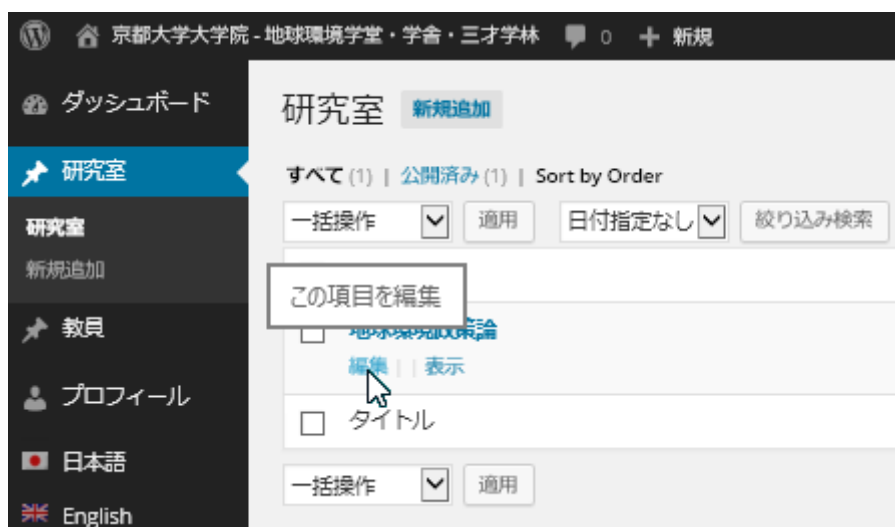 京都大学大学院 - 地球環境学堂・学舎・三才学林 0 + 新規
ダッシュボード
研究室
研究室
新規追加
教員
プロフィール
日本語
English
研究室 新規追加
すべて (1) | 公開済み (1) | Sort by Order
一括操作 適用 日付指定なし 絞り込み検索
この項目を編集
地球環境政策論
編集 | | 表示
タイトル
一括操作 適用